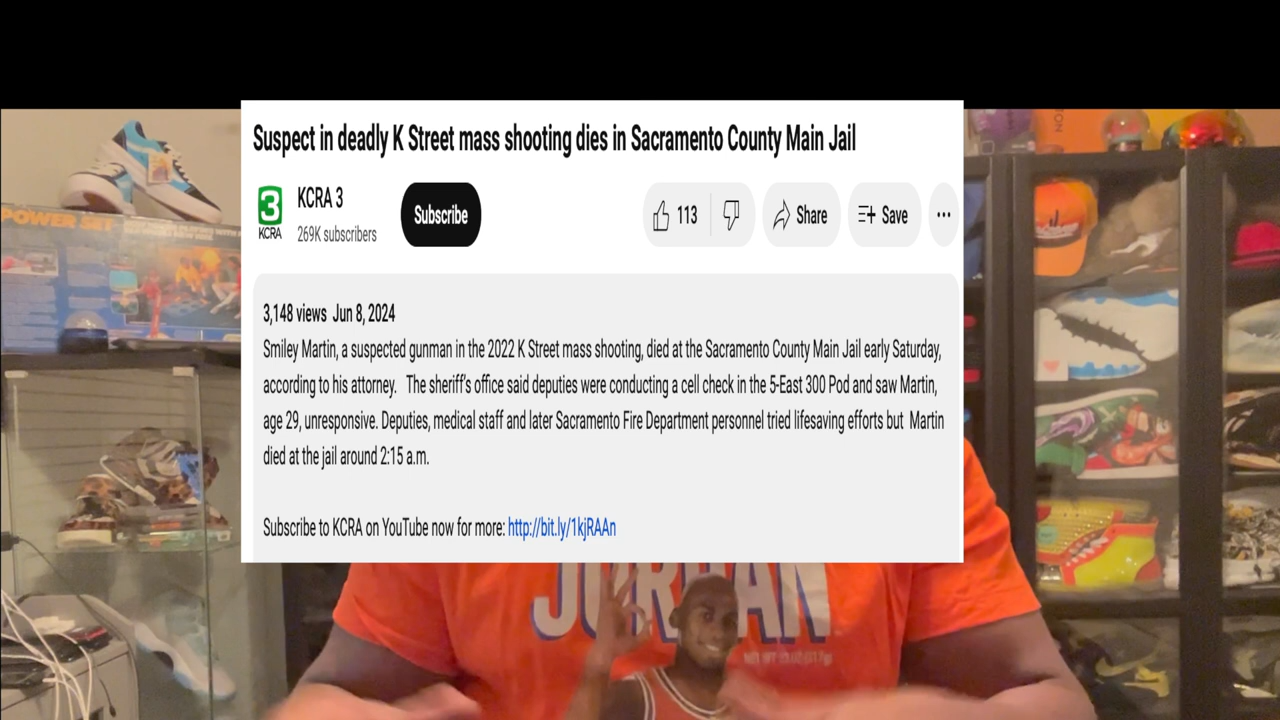 Suspect in deadly K Street mass shooting dies in Sacramento County Main Jail
3
KCRA
KCRA 3
269K subscribers
Subscribe
113
Share
Save
3,148 views Jun 8, 2024
Smiley Martin, a suspected gunman in the 2022 K Street mass shooting, died at the Sacramento County Main Jail early Saturday,
according to his attorney. The sheriff's office said deputies were conducting a cell check in the 5-East 300 Pod and saw Martin,
age 29, unresponsive. Deputies, medical staff and later Sacramento Fire Department personnel tried lifesaving efforts but Martin
died at the jail around 2:15 a.m.
Subscribe to KCRA on YouTube now for more: http://bit.ly/1kjRAAn
POWER SET
JORDAN